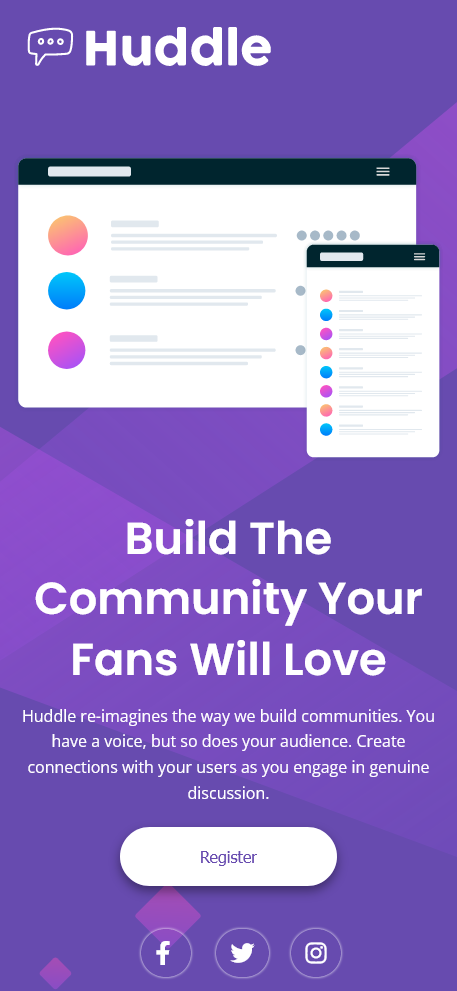 Huddle
Build The
Community Your
Fans Will Love
Huddle re-imagines the way we build communities. You
have a voice, but so does your audience. Create
connections with your users as you engage in genuine
discussion.
Register